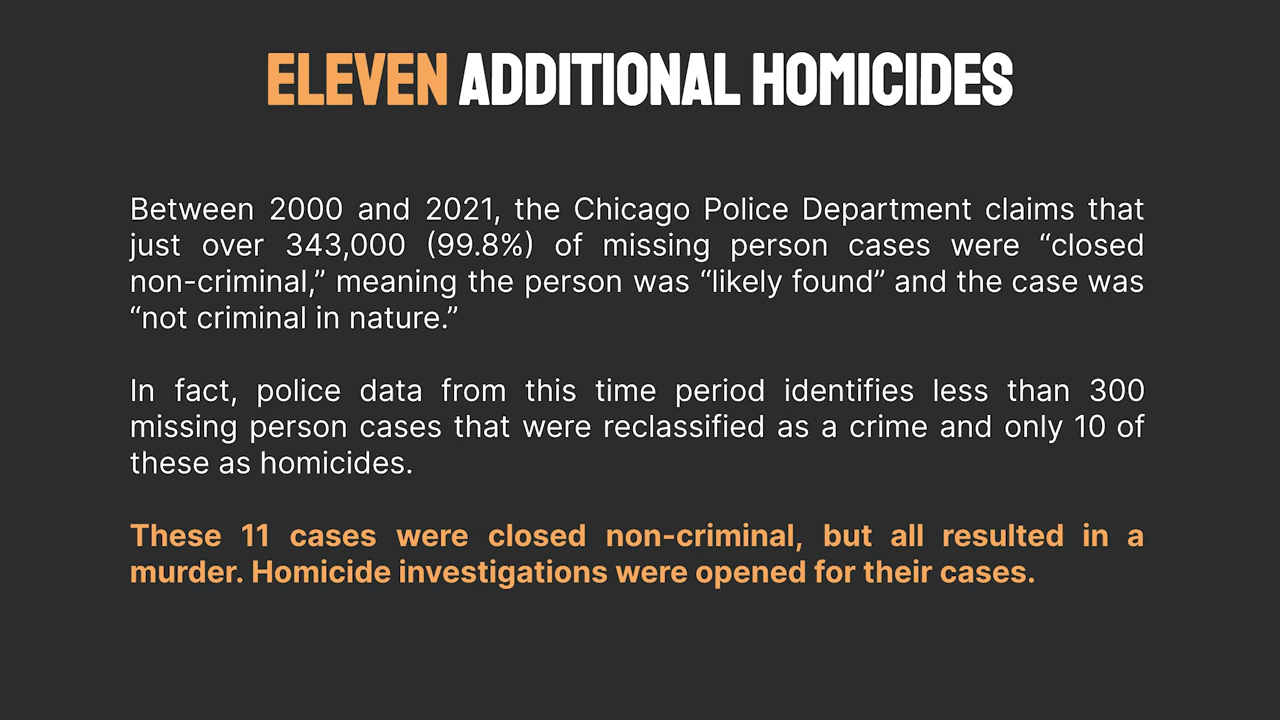 ELEVEN ADDITIONAL HOMICIDES
Between 2000 and 2021, the Chicago Police Department claims that
just over 343,000 (99.8%) of missing person cases were “closed
non-criminal,” meaning the person was “likely found” and the case was
“not criminal in nature.”
In fact, police data from this time period identifies less than 300
missing person cases that were reclassified as a crime and only 10 of
these as homicides.
These 11 cases were closed non-criminal, but all resulted in a
murder. Homicide investigations were opened for their cases.